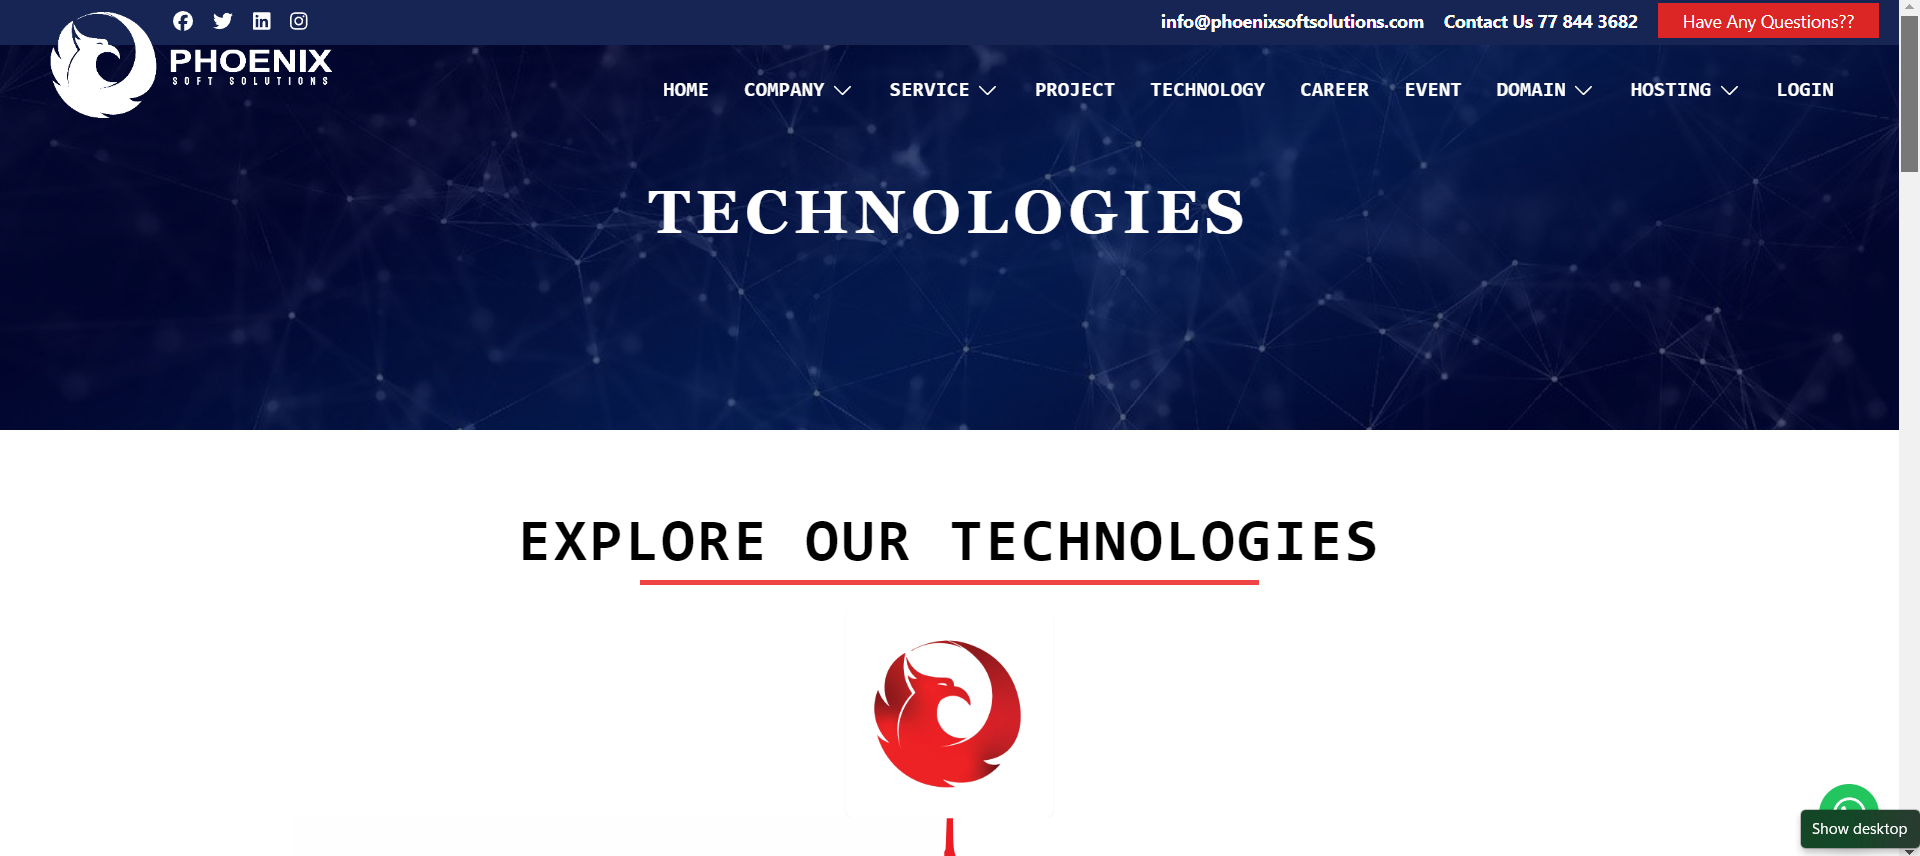 info@phoenixsoftsolutions.com Contact Us 77 844 3682 Have Any Questions??
PHOENIX
SOFT SOLUTIONS
HOME COMPANY SERVICE PROJECT TECHNOLOGY CAREER EVENT DOMAIN HOSTING LOGIN
TECHNOLOGIES
EXPLORE OUR TECHNOLOGIES
Show desktop